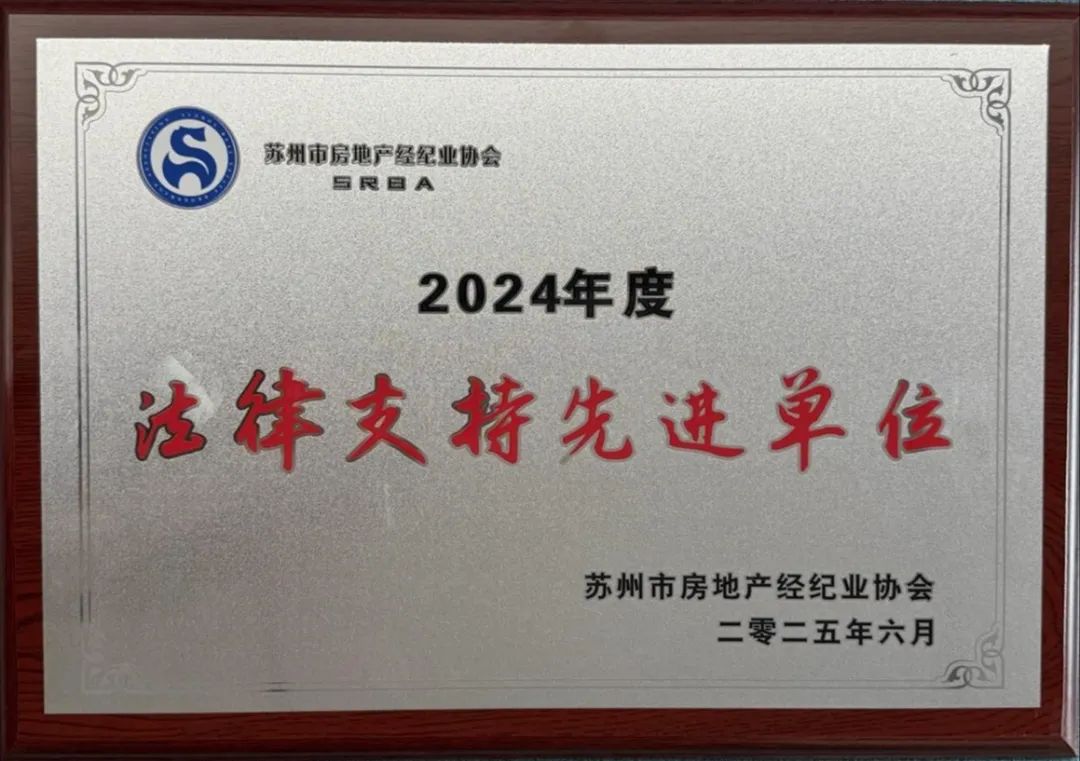 苏州市房地产经纪业协会
SRBA
2024年度
法律支持先进单位
苏州市房地产经纪业协会
二零二五年六月